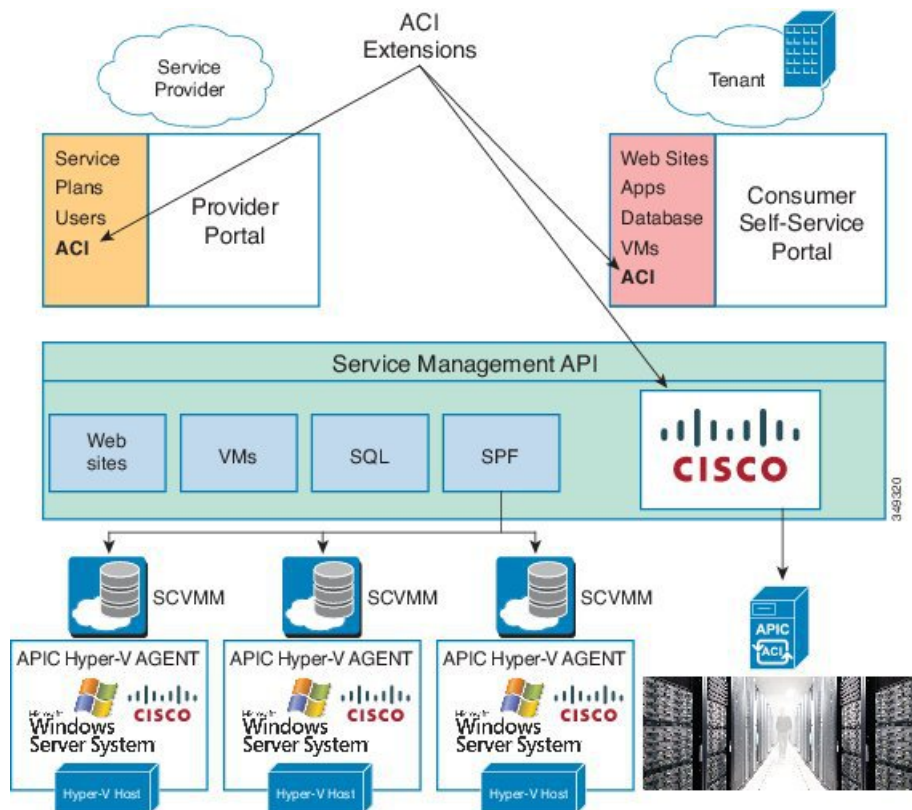 ACI
Extensions
Service
Provider
Tenant
Service
Plans
Users
ACI
Provider
Portal
Web Sites
Apps
Database
VMs
ACI
Consumer
Self-Service
Portal
Service Management API
Web
sites
VMs
SQL
SPF
CISCO
349320
SCVMM
SCVMM
SCVMM
APIC
ACI
APIC Hyper-V AGENT
APIC Hyper-V AGENT
APIC Hyper-V AGENT
Windows
Server System
CISCO
Windows
Server System
CISCO
Windows
Server System
CISCO
Hyper-V Host
Hyper-V Host
Hyper-V Host